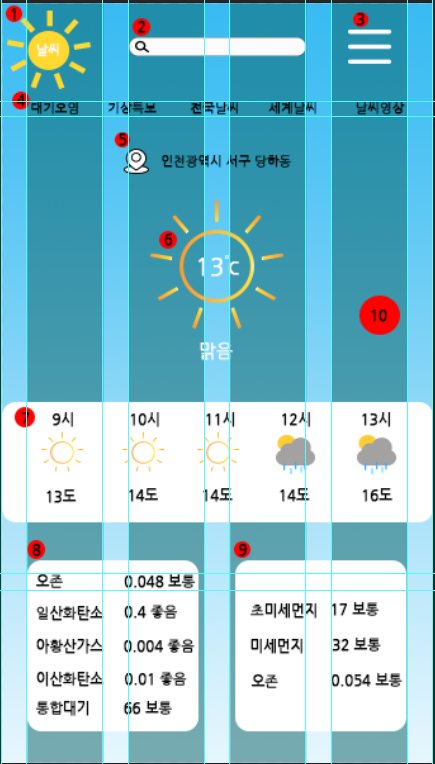 1
날씨
2
3
4
대기오염 기상특보 전국날씨 세계날씨 날씨영상
5
인천광역시 서구 당하동
6
13°c
10
맑음
7
9시 10시 11시 12시 13시
13도 14도 14도 14도 16도
8
오존 0.048 보통
일산화탄소 0.4 좋음
아황산가스 0.004 좋음
이산화탄소 0.01 좋음
통합대기 66 보통
9
초미세먼지 17 보통
미세먼지 32 보통
오존 0.054 보통